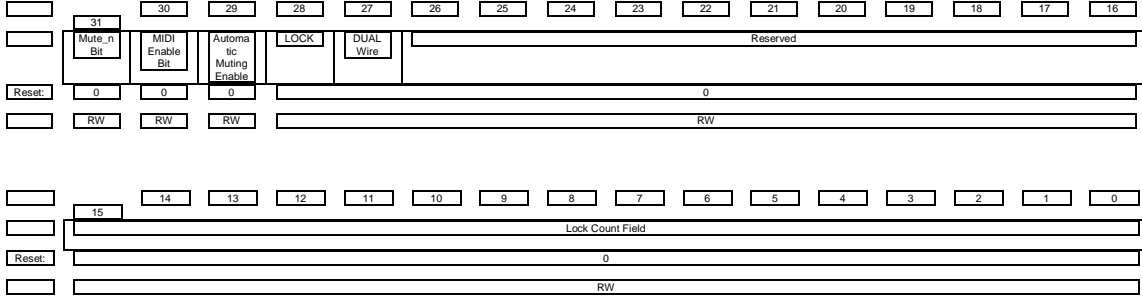 30 29 28 27 26 25 24 23 22 21 20 19 18 17 16
31
Mute_n MIDI Automa LOCK DUAL Reserved
Bit Enable tic Wire
Bit Muting
Enable
Reset: 0 0 0 0
RW RW RW RW
14 13 12 11 10 9 8 7 6 5 4 3 2 1 0
15
Lock Count Field
Reset: 0
RW